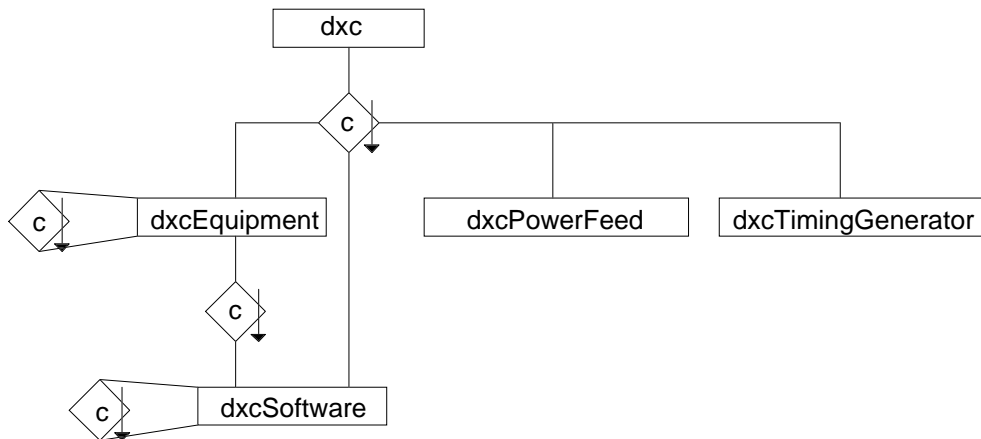 dxc
c
c
dxcEquipment
dxcPowerFeed
dxcTimingGenerator
c
c
dxcSoftware